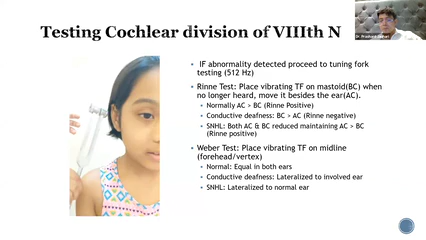 Testing Cochlear division of VIIIth N
IF abnormality detected proceed to tuning fork
testing (512 Hz)
Rinne Test: Place vibrating TF on mastoid(BC) when
no longer heard, move it besides the ear(AC).
Normally AC > BC (Rinne Positive)
Conductive deafness: BC > AC (Rinne negative)
SNHL: Both AC & BC reduced maintaining AC > BC
(Rinne positive)
Weber Test: Place vibrating TF on midline
(forehead/vertex)
Normal: Equal in both ears
Conductive deafness: Lateralized to involved ear
SNHL: Lateralized to normal ear